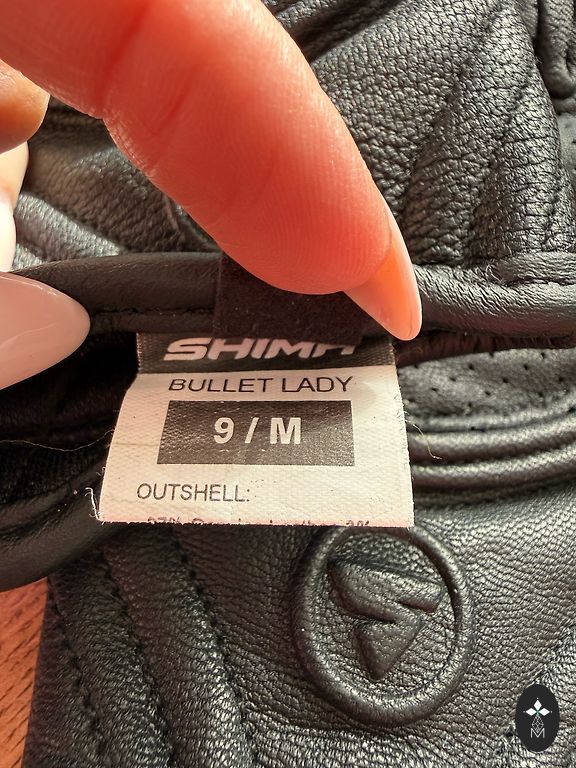 SHIMA
BULLET LADY
9 / M
OUTSHELL:
M